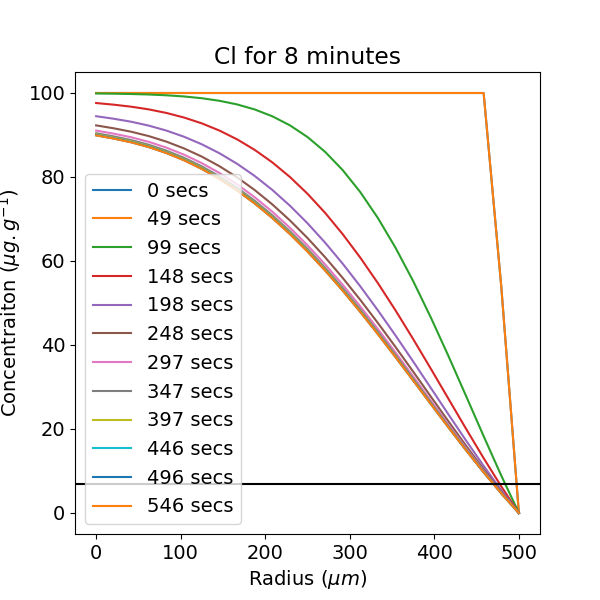 Cl for 8 minutes
Concentraiton (μg.g⁻¹)
100
80
60
40
20
0
0 secs
49 secs
99 secs
148 secs
198 secs
248 secs
297 secs
347 secs
397 secs
446 secs
496 secs
546 secs
0 100 200 300 400 500
Radius (μm)